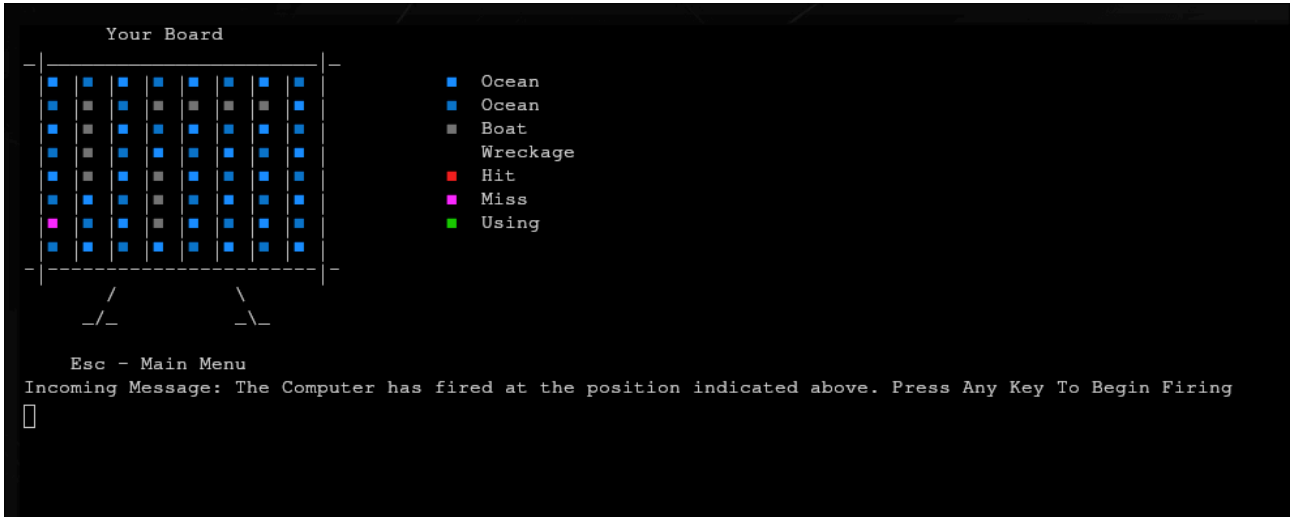 Your Board
Ocean
Ocean
Boat
Wreckage
Hit
Miss
Using
Esc - Main Menu
Incoming Message: The Computer has fired at the position indicated above. Press Any Key To Begin Firing